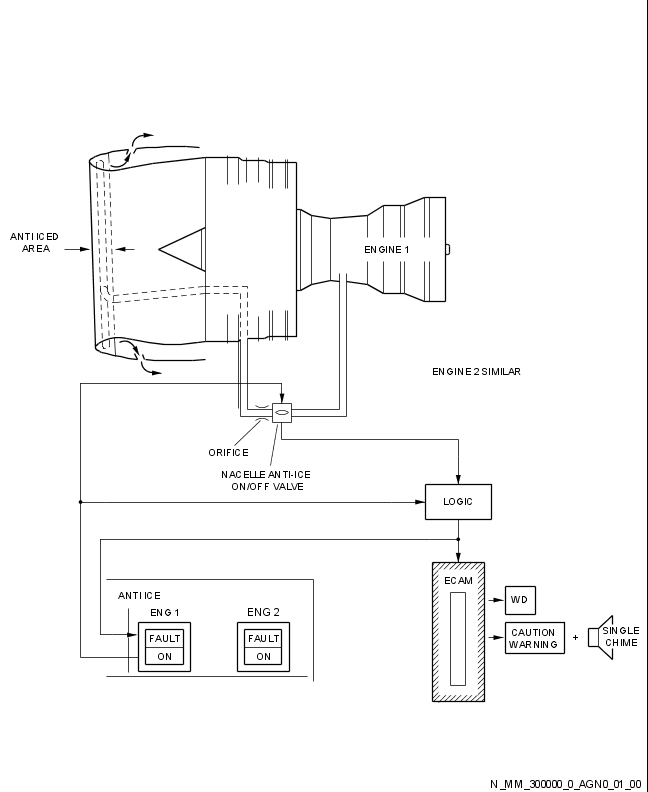 ANTI ICED
AREA
ENGINE 1
ENGINE 2 SIMILAR
ORIFICE
NACELLE ANTI-ICE
ON/OFF VALVE
LOGIC
ECAM
ANTI ICE
ENG 1
ENG 2
FAULT
ON
FAULT
ON
WD
CAUTION
WARNING
+
SINGLE
CHIME
N_MM_300000_0_AGN0_01_00